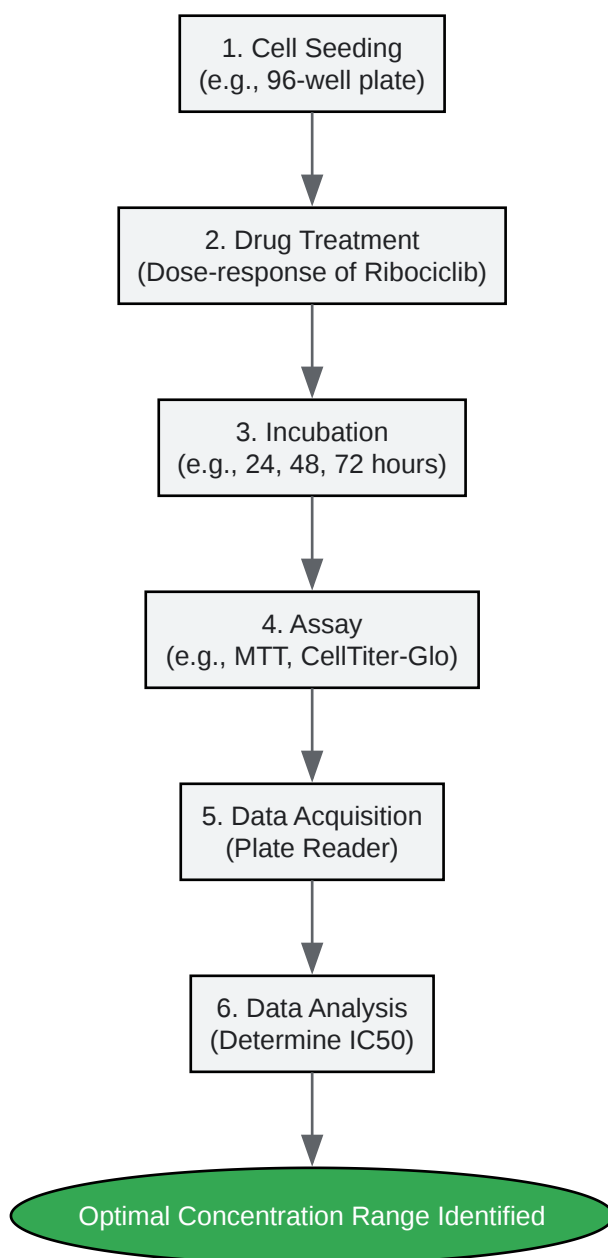 1. Cell Seeding
(e.g., 96-well plate)
2. Drug Treatment
(Dose-response of Ribociclib)
3. Incubation
(e.g., 24, 48, 72 hours)
4. Assay
(e.g., MTT, CellTiter-Glo)
5. Data Acquisition
(Plate Reader)
6. Data Analysis
(Determine IC50)
Optimal Concentration Range Identified